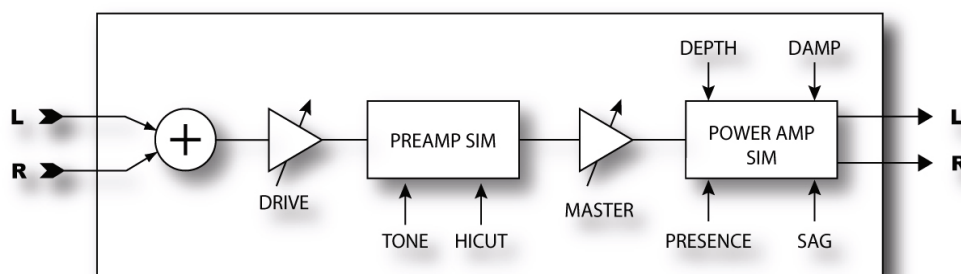 DEPTH DAMP
L L
+
PREAMP SIM
POWER AMP
SIM
R R
DRIVE
MASTER
TONE HICUT
PRESENCE SAG